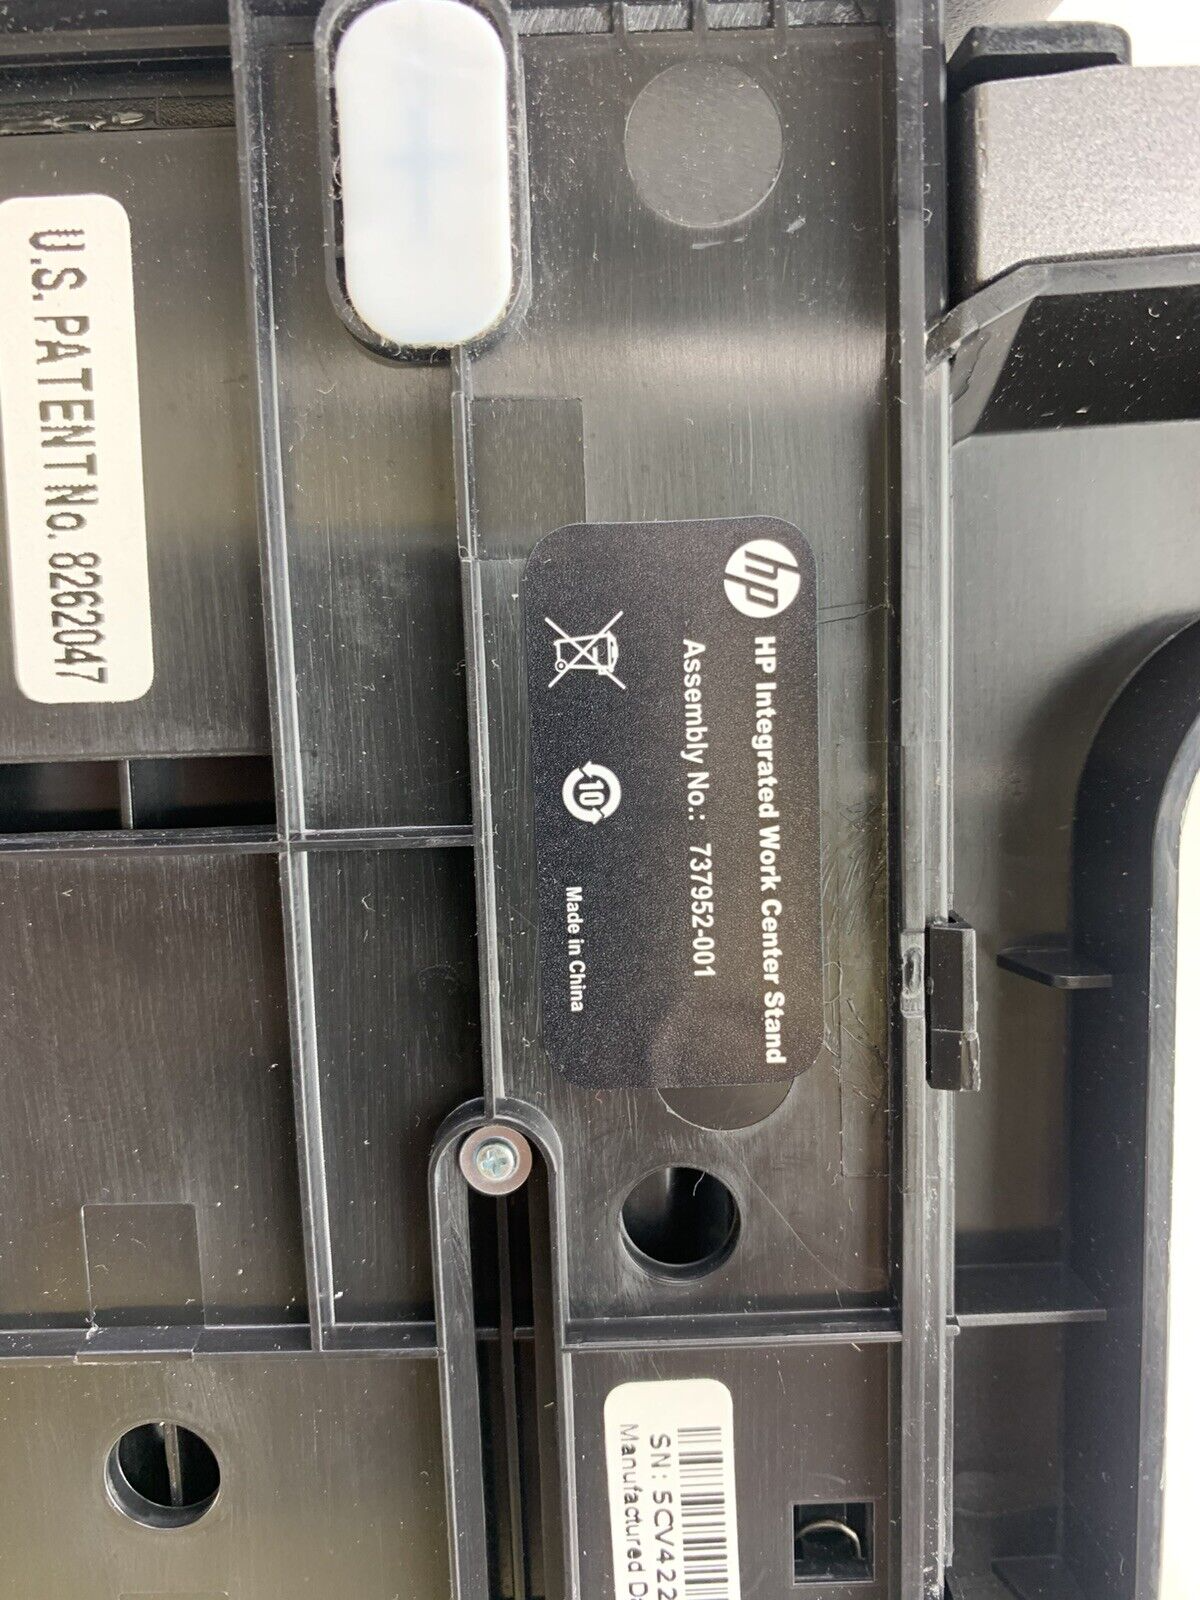 U.S. PATENT No. 8262047
hp
HP Integrated Work Center Stand
Assembly No.: 737952-001
10
Made in China
SN: 5CV422
Manufactured